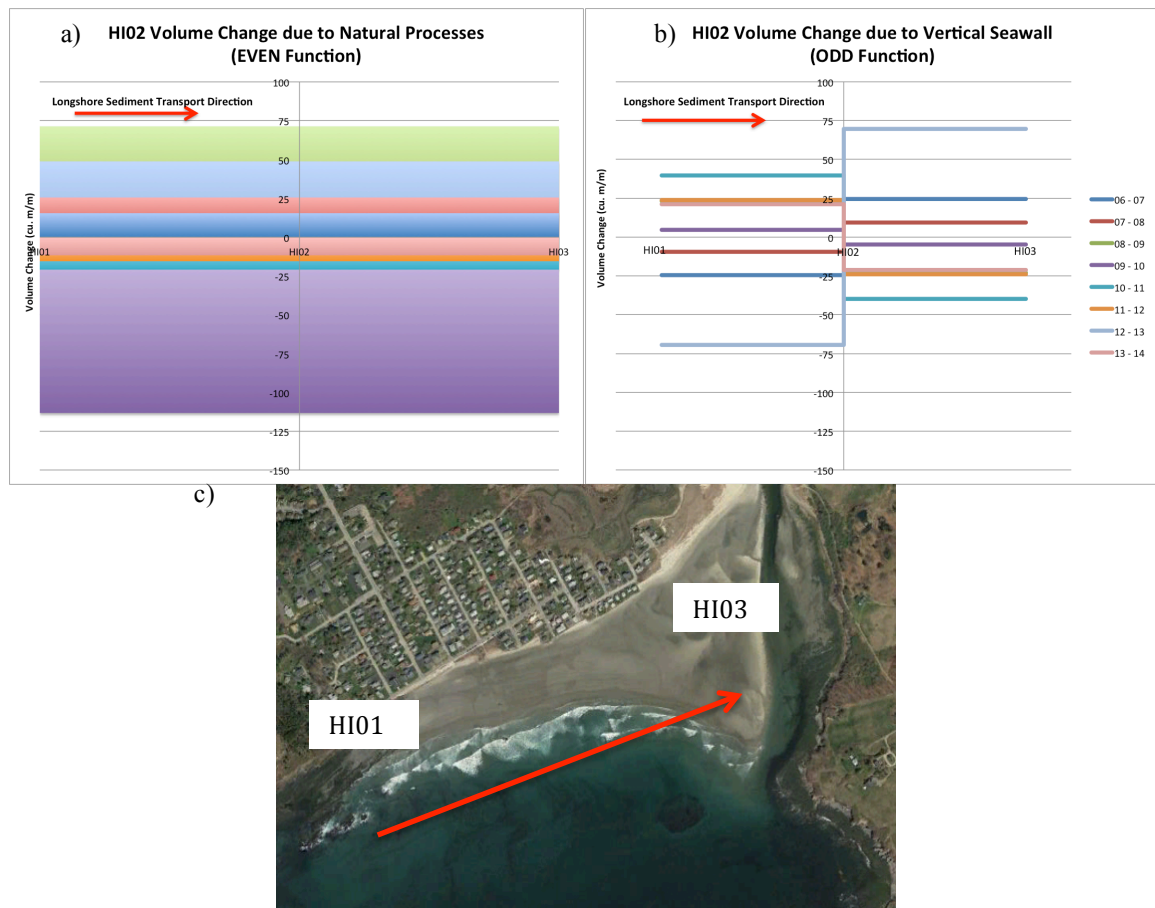 a)
HI02 Volume Change due to Natural Processes
(EVEN Function)
Longshore Sediment Transport Direction
Volume Change (cu. m/m)
100
75
50
25
0
-25
-50
-75
-100
-125
-150
HI01
HI02
HI03
b)
HI02 Volume Change due to Vertical Seawall
(ODD Function)
Longshore Sediment Transport Direction
Volume Change (cu. m/m)
100
75
50
25
0
-25
-50
-75
-100
-125
-150
HI01
HI02
HI03
06 - 07
07 - 08
08 - 09
09 - 10
10 - 11
11 - 12
12 - 13
13 - 14
c)
HI01
HI03